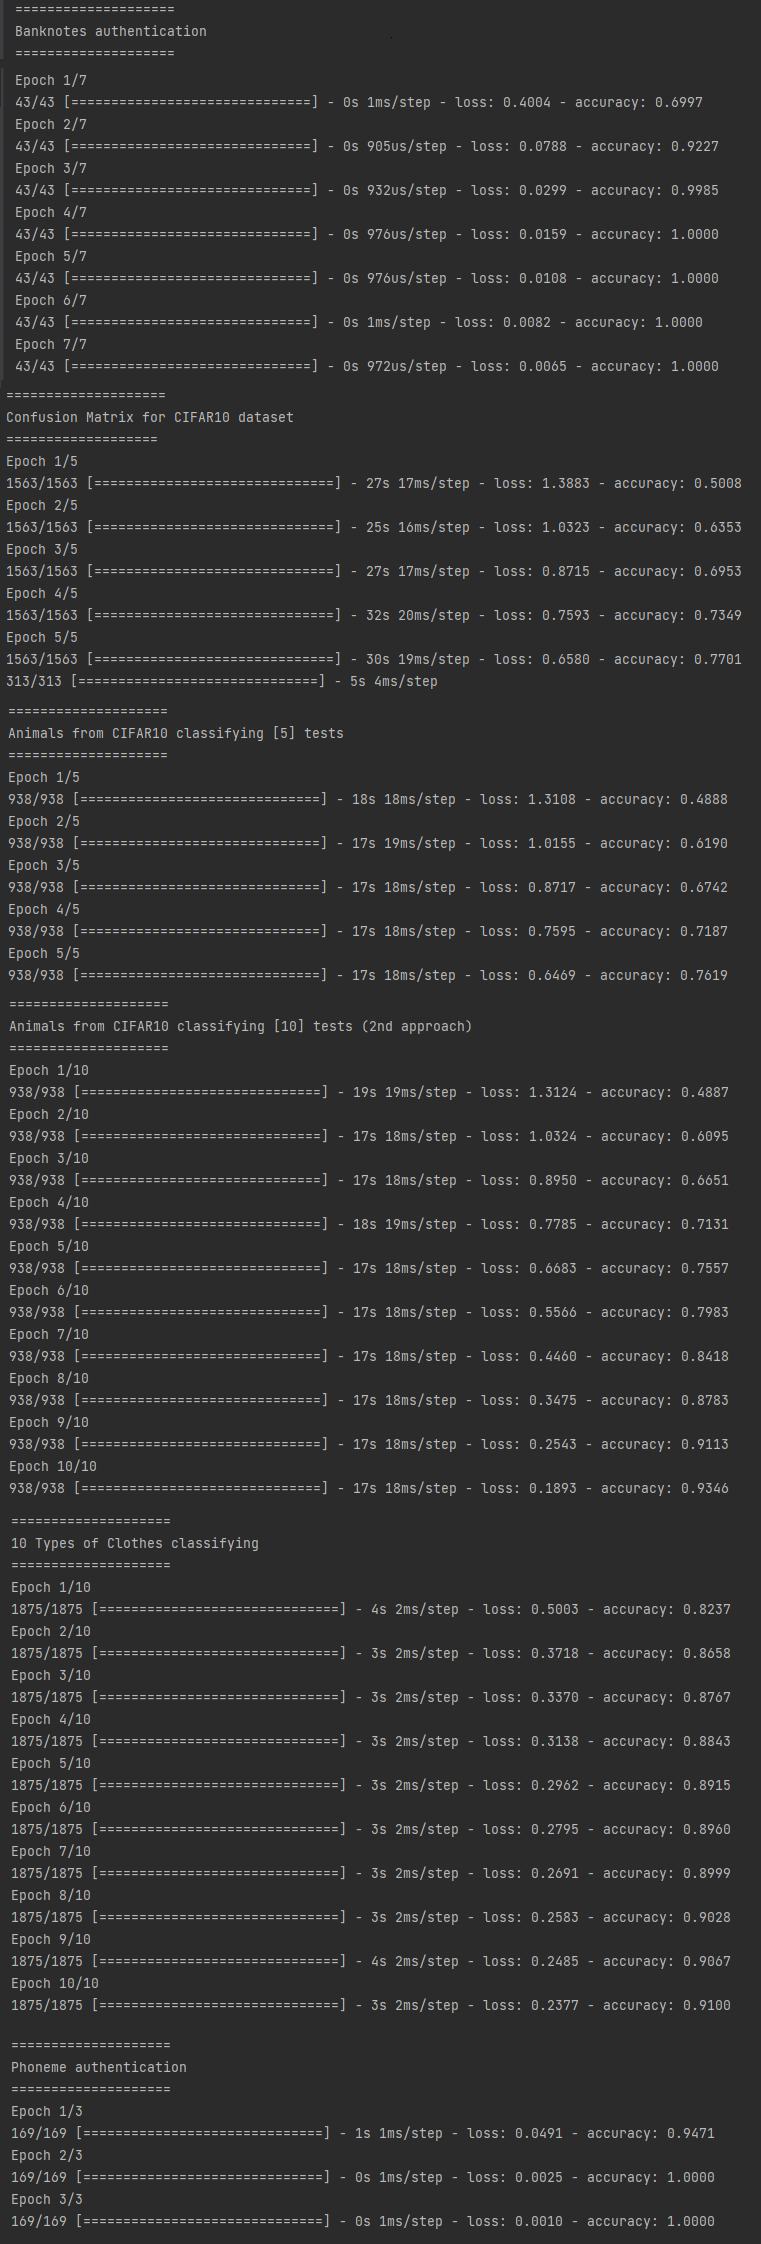 ====================
Banknotes authentication
====================
Epoch 1/7
43/43 [==============================] - 0s 1ms/step - loss: 0.4004 - accuracy: 0.6997
Epoch 2/7
43/43 [==============================] - 0s 905us/step - loss: 0.0788 - accuracy: 0.9227
Epoch 3/7
43/43 [==============================] - 0s 932us/step - loss: 0.0299 - accuracy: 0.9985
Epoch 4/7
43/43 [==============================] - 0s 976us/step - loss: 0.0159 - accuracy: 1.0000
Epoch 5/7
43/43 [==============================] - 0s 976us/step - loss: 0.0108 - accuracy: 1.0000
Epoch 6/7
43/43 [==============================] - 0s 1ms/step - loss: 0.0082 - accuracy: 1.0000
Epoch 7/7
43/43 [==============================] - 0s 972us/step - loss: 0.0065 - accuracy: 1.0000
====================
Confusion Matrix for CIFAR10 dataset
===================
Epoch 1/5
1563/1563 [==============================] - 27s 17ms/step - loss: 1.3883 - accuracy: 0.5008
Epoch 2/5
1563/1563 [==============================] - 25s 16ms/step - loss: 1.0323 - accuracy: 0.6353
Epoch 3/5
1563/1563 [==============================] - 27s 17ms/step - loss: 0.8715 - accuracy: 0.6953
Epoch 4/5
1563/1563 [==============================] - 32s 20ms/step - loss: 0.7593 - accuracy: 0.7349
Epoch 5/5
1563/1563 [==============================] - 30s 19ms/step - loss: 0.6580 - accuracy: 0.7701
313/313 [==============================] - 5s 4ms/step
====================
Animals from CIFAR10 classifying [5] tests
====================
Epoch 1/5
938/938 [==============================] - 18s 18ms/step - loss: 1.3108 - accuracy: 0.4888
Epoch 2/5
938/938 [==============================] - 17s 19ms/step - loss: 1.0155 - accuracy: 0.6190
Epoch 3/5
938/938 [==============================] - 17s 18ms/step - loss: 0.8717 - accuracy: 0.6742
Epoch 4/5
938/938 [==============================] - 17s 18ms/step - loss: 0.7595 - accuracy: 0.7187
Epoch 5/5
938/938 [==============================] - 17s 18ms/step - loss: 0.6469 - accuracy: 0.7619
====================
Animals from CIFAR10 classifying [10] tests (2nd approach)
====================
Epoch 1/10
938/938 [==============================] - 19s 19ms/step - loss: 1.3124 - accuracy: 0.4887
Epoch 2/10
938/938 [==============================] - 17s 18ms/step - loss: 1.0324 - accuracy: 0.6095
Epoch 3/10
938/938 [==============================] - 17s 18ms/step - loss: 0.8950 - accuracy: 0.6651
Epoch 4/10
938/938 [==============================] - 18s 19ms/step - loss: 0.7785 - accuracy: 0.7131
Epoch 5/10
938/938 [==============================] - 17s 18ms/step - loss: 0.6683 - accuracy: 0.7557
Epoch 6/10
938/938 [==============================] - 17s 18ms/step - loss: 0.5566 - accuracy: 0.7983
Epoch 7/10
938/938 [==============================] - 17s 18ms/step - loss: 0.4460 - accuracy: 0.8418
Epoch 8/10
938/938 [==============================] - 17s 18ms/step - loss: 0.3475 - accuracy: 0.8783
Epoch 9/10
938/938 [==============================] - 17s 18ms/step - loss: 0.2543 - accuracy: 0.9113
Epoch 10/10
938/938 [==============================] - 17s 18ms/step - loss: 0.1893 - accuracy: 0.9346
====================
10 Types of Clothes classifying
====================
Epoch 1/10
1875/1875 [==============================] - 4s 2ms/step - loss: 0.5003 - accuracy: 0.8237
Epoch 2/10
1875/1875 [==============================] - 3s 2ms/step - loss: 0.3718 - accuracy: 0.8658
Epoch 3/10
1875/1875 [==============================] - 3s 2ms/step - loss: 0.3370 - accuracy: 0.8767
Epoch 4/10
1875/1875 [==============================] - 3s 2ms/step - loss: 0.3138 - accuracy: 0.8843
Epoch 5/10
1875/1875 [==============================] - 3s 2ms/step - loss: 0.2962 - accuracy: 0.8915
Epoch 6/10
1875/1875 [==============================] - 3s 2ms/step - loss: 0.2795 - accuracy: 0.8960
Epoch 7/10
1875/1875 [==============================] - 3s 2ms/step - loss: 0.2691 - accuracy: 0.8999
Epoch 8/10
1875/1875 [==============================] - 3s 2ms/step - loss: 0.2583 - accuracy: 0.9028
Epoch 9/10
1875/1875 [==============================] - 4s 2ms/step - loss: 0.2485 - accuracy: 0.9067
Epoch 10/10
1875/1875 [==============================] - 3s 2ms/step - loss: 0.2377 - accuracy: 0.9100
====================
Phoneme authentication
====================
Epoch 1/3
169/169 [==============================] - 1s 1ms/step - loss: 0.0491 - accuracy: 0.9471
Epoch 2/3
169/169 [==============================] - 0s 1ms/step - loss: 0.0025 - accuracy: 1.0000
Epoch 3/3
169/169 [==============================] - 0s 1ms/step - loss: 0.0010 - accuracy: 1.0000